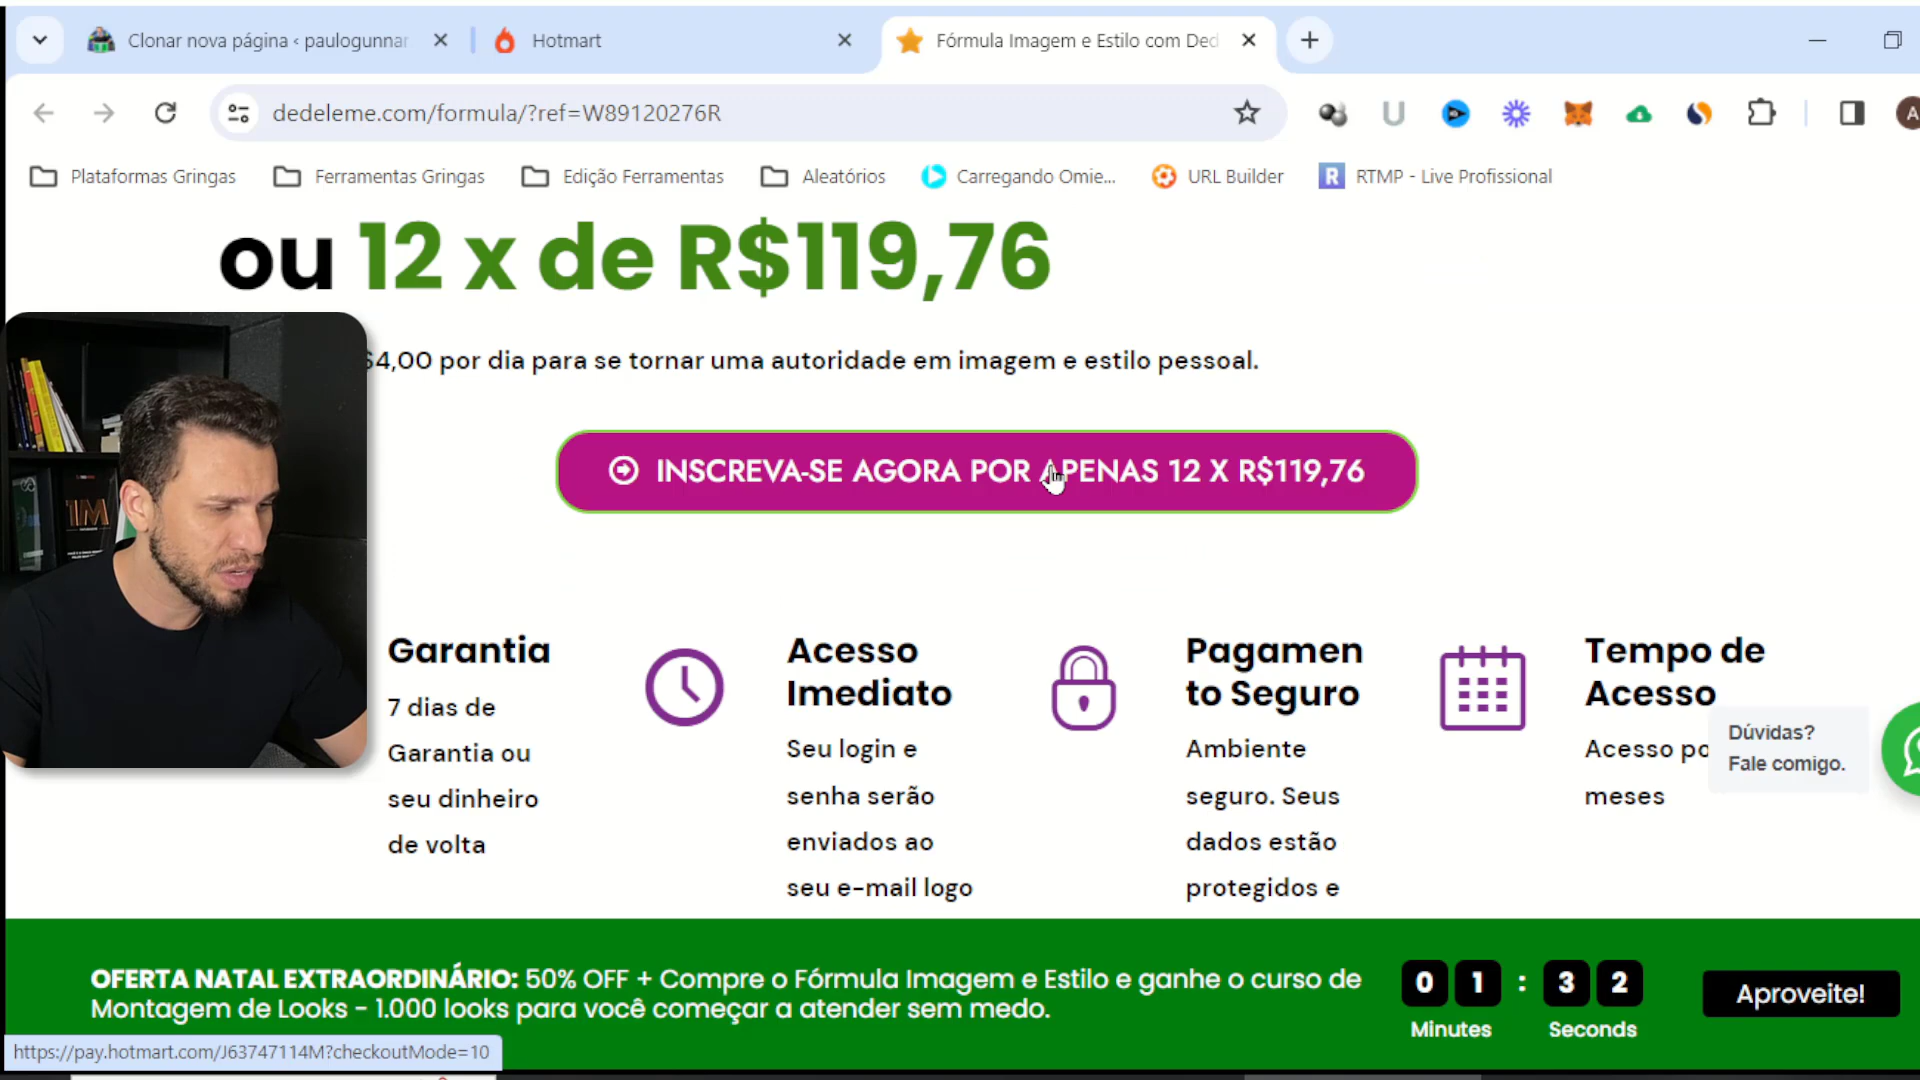 Clonar nova página ‹ paulogunnar
Hotmart
Fórmula Imagem e Estilo com Ded
dedeleme.com/formula/?ref=W89120276R
A
Plataformas Gringas
Ferramentas Gringas
Edição Ferramentas
Aleatórios
Carregando Omie...
URL Builder
R
RTMP - Live Profissional
ou 12 x de R$119,76
$4,00 por dia para se tornar uma autoridade em imagem e estilo pessoal.
INSCREVA-SE AGORA POR APENAS 12 X R$119,76
1M
Garantia
7 dias de
Garantia ou
seu dinheiro
de volta
Acesso
Imediato
Seu login e
senha serão
enviados ao
seu e-mail logo
Pagamen
to Seguro
Ambiente
seguro. Seus
dados estão
protegidos e
Tempo de
Acesso
Acesso po
meses
Dúvidas?
Fale comigo.
OFERTA NATAL EXTRAORDINÁRIO: 50% OFF + Compre o Fórmula Imagem e Estilo e ganhe o curso de
Montagem de Looks - 1.000 looks para você começar a atender sem medo.
01 : 32
Minutes Seconds
Aproveite!
https://pay.hotmart.com/J63747114M?checkoutMode=10